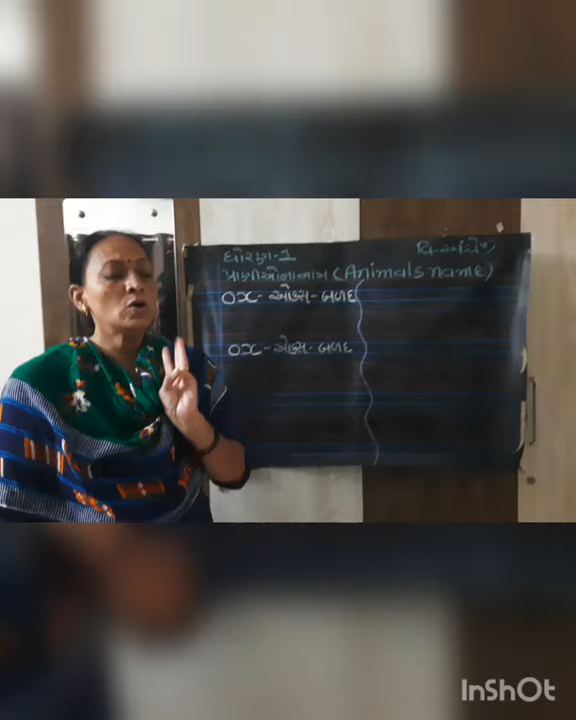 ધોરણ-1
વિ-અંગ્રેજી
પ્રાણીઓના નામ (Animals name)
ox - ઓક્સ - બળદ
ox - ઓક્સ - બળદ
InShOt